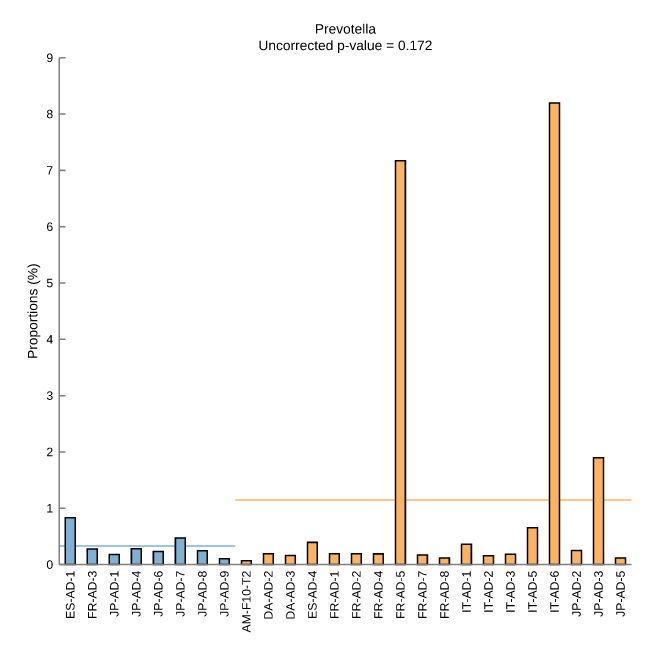 Prevotella
Uncorrected p-value = 0.172
Proportions (%)
9
8
7
6
5
4
3
2
1
0
ES-AD-1
FR-AD-3
JP-AD-1
JP-AD-4
JP-AD-6
JP-AD-7
JP-AD-8
JP-AD-9
AM-F10-T2
DA-AD-2
DA-AD-3
ES-AD-4
FR-AD-1
FR-AD-2
FR-AD-4
FR-AD-5
FR-AD-7
FR-AD-8
IT-AD-1
IT-AD-2
IT-AD-3
IT-AD-5
IT-AD-6
JP-AD-2
JP-AD-3
JP-AD-5